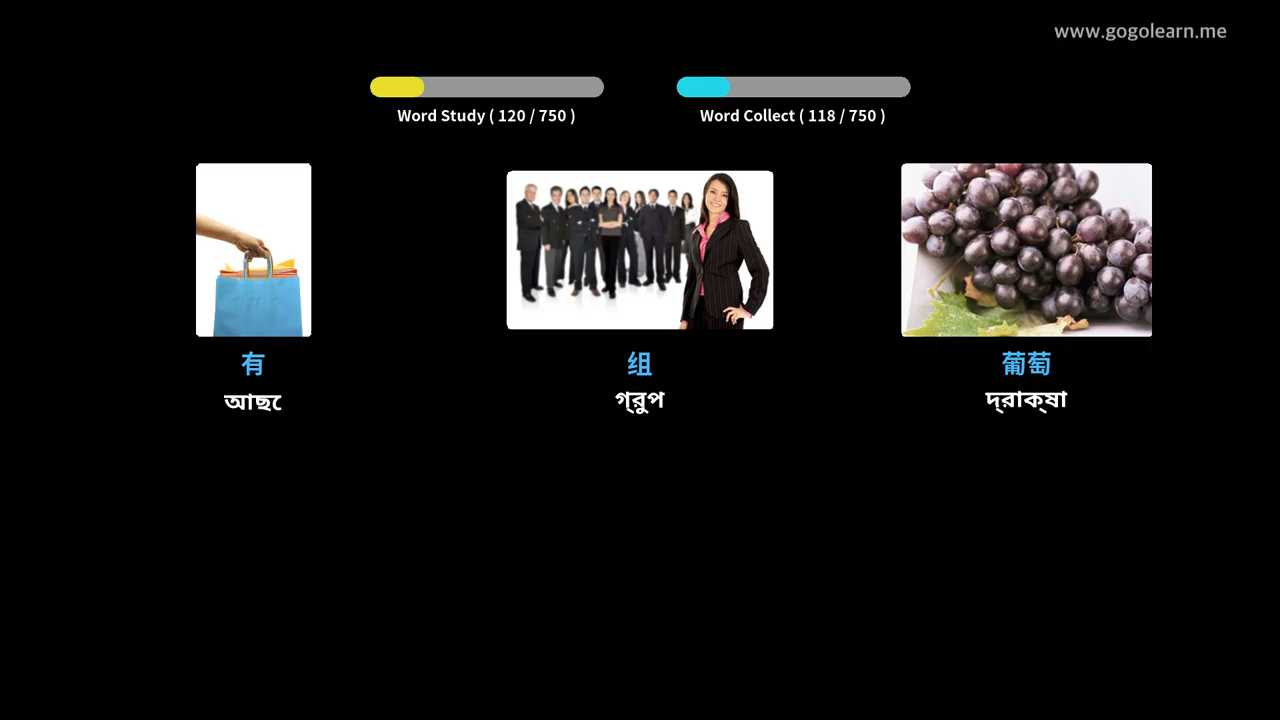 www.gogolearn.me
Word Study ( 120 / 750 )
Word Collect ( 118 / 750 )
有
组
葡萄
আছে
গ্রুপ
দ্রাক্ষা